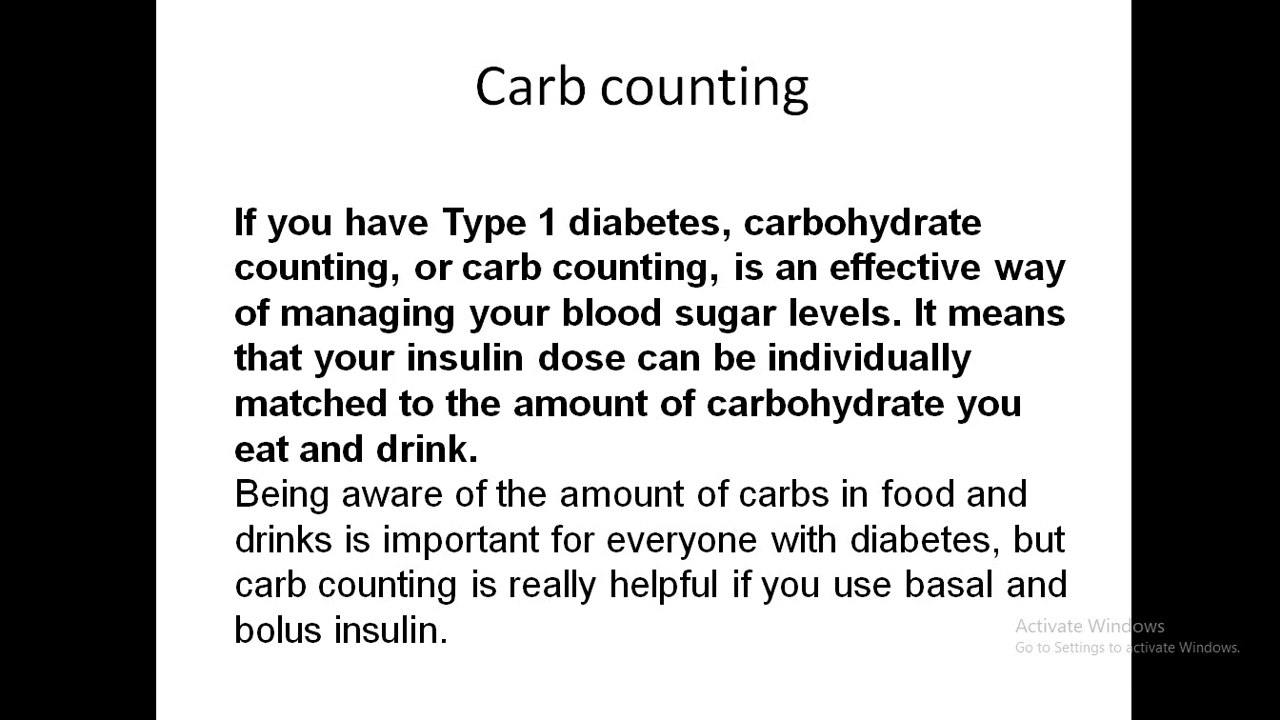 Carb counting
If you have Type 1 diabetes, carbohydrate
counting, or carb counting, is an effective way
of managing your blood sugar levels. It means
that your insulin dose can be individually
matched to the amount of carbohydrate you
eat and drink.
Being aware of the amount of carbs in food and
drinks is important for everyone with diabetes, but
carb counting is really helpful if you use basal and
bolus insulin.
Activate Windows
Go to Settings to activate Windows.